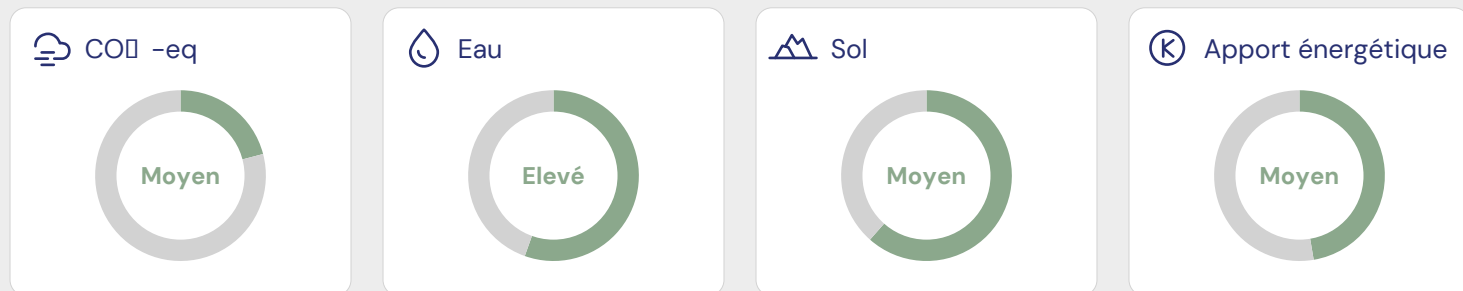 CO▯ -eq
Eau
Sol
Apport énergétique
Moyen
Elevé
Moyen
Moyen